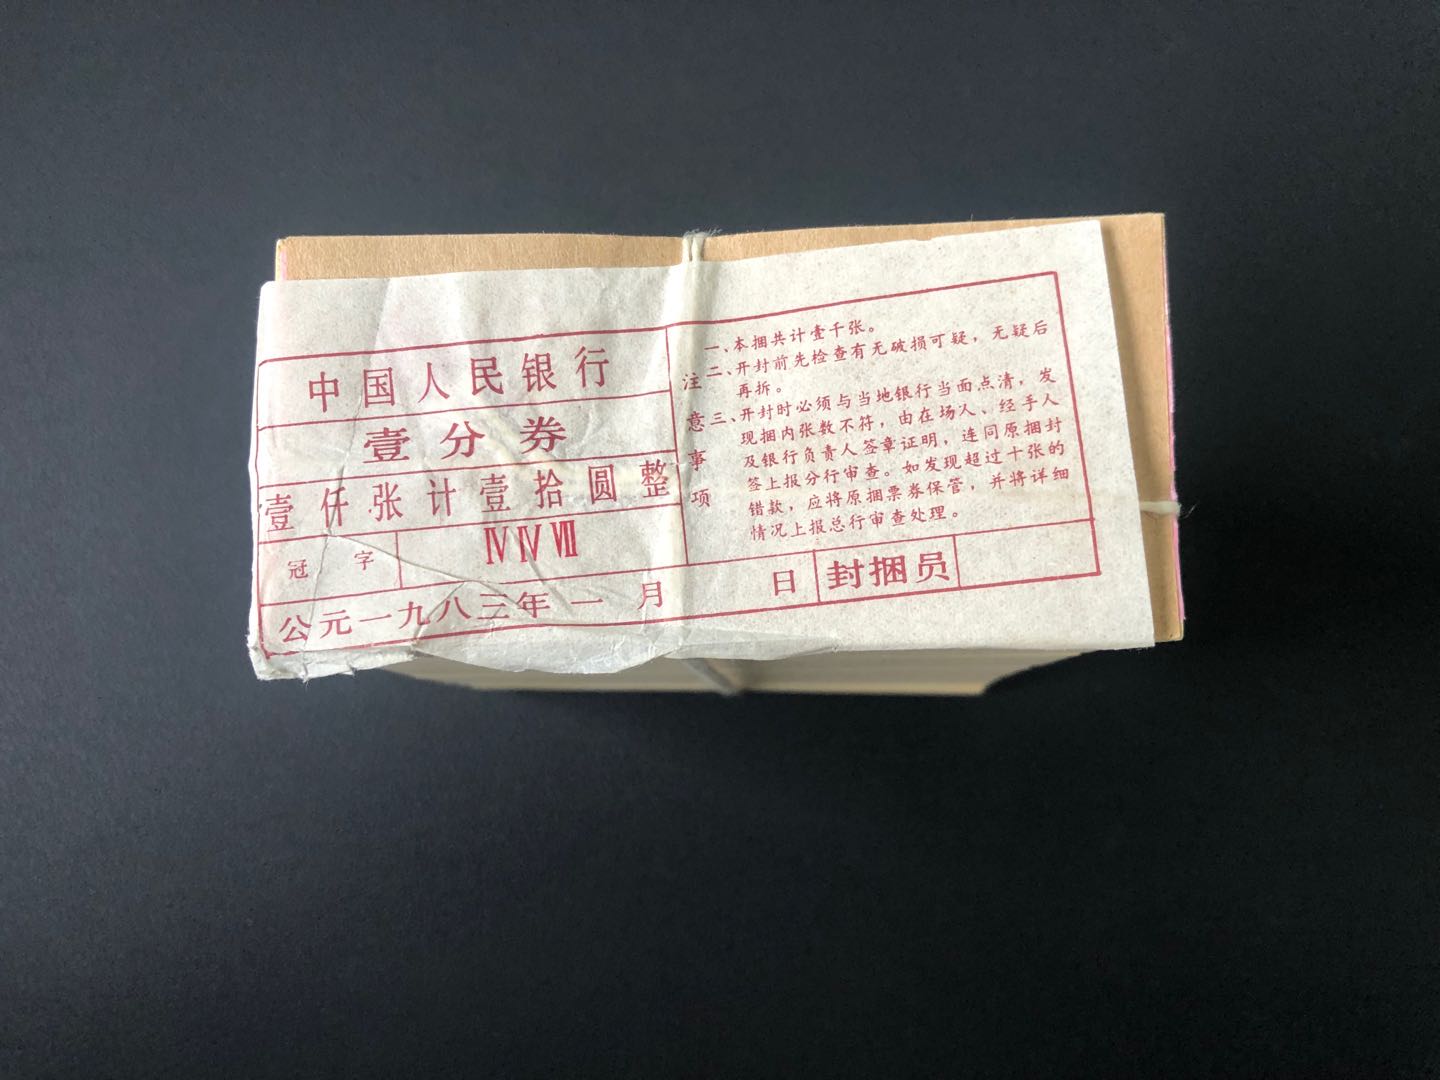 中国人民银行
壹分券
壹仟张计壹拾圆整
冠字 ⅣⅣⅦ
公元一九八三年一月 日 封捆员
注意事项
一、本捆共计壹千张。
二、开封前先检查有无破损可疑，无疑后
再拆。
三、开封时必须与当地银行当面点清，发
现捆内张数不符，由在场人、经手人
及银行负责人签章证明，连同原捆封
签上报分行审查。如发现超过十张的
错款，应将原捆票券保管，并将详细
情况上报总行审查处理。